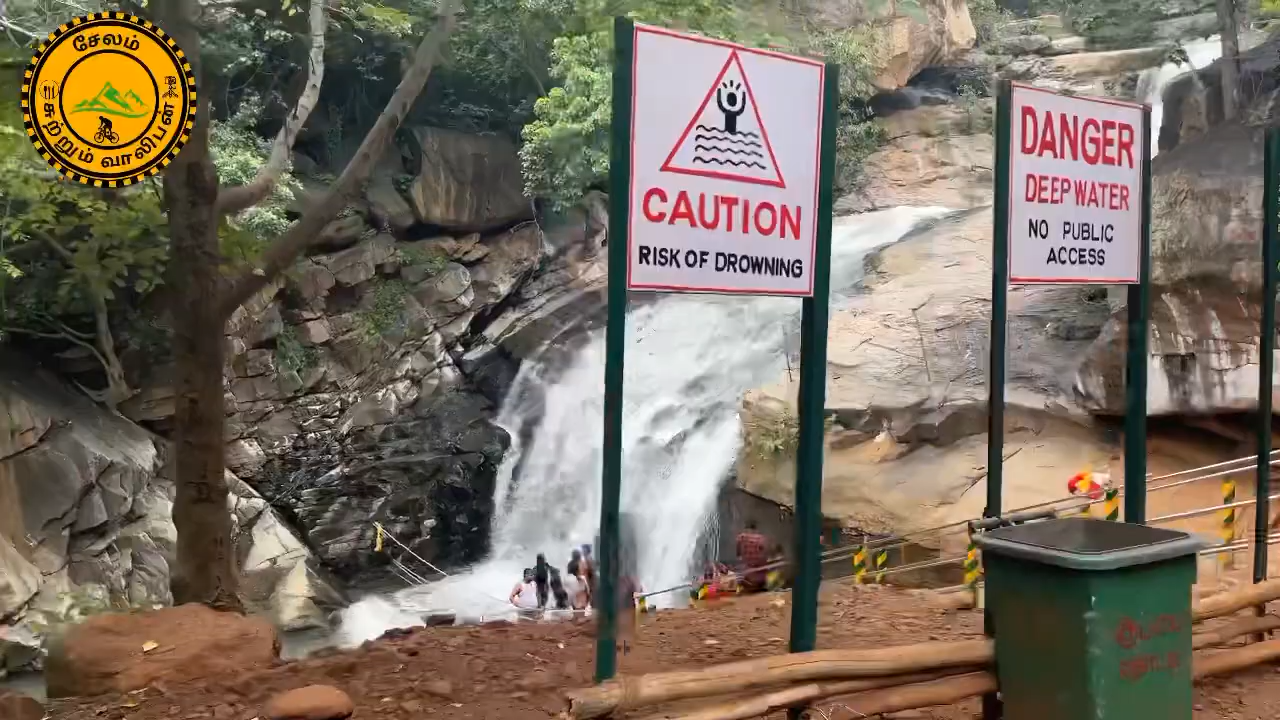 சேலம்
சுற்றும் வாலிபன்
CAUTION
RISK OF DROWNING
DANGER
DEEP WATER
NO PUBLIC
ACCESS